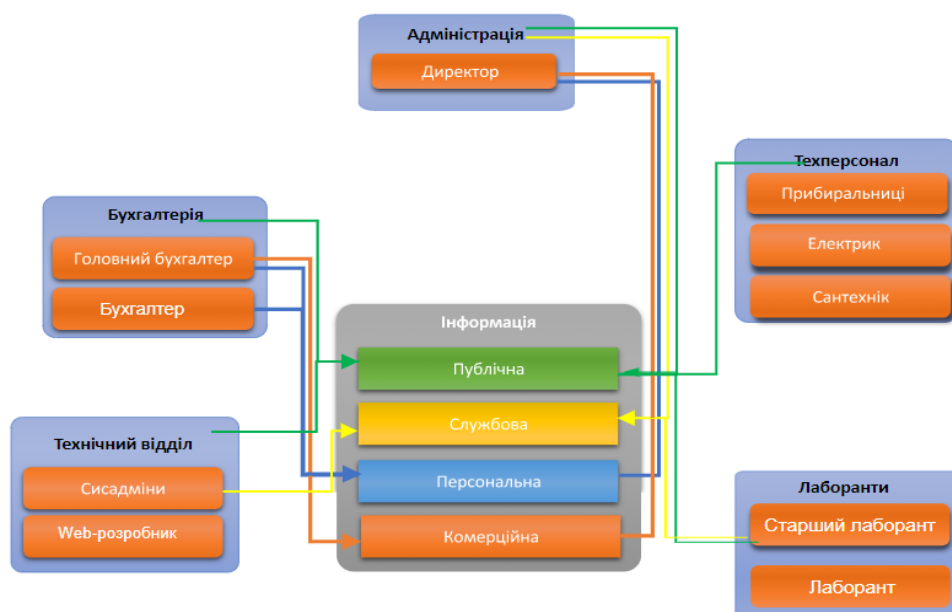 Адміністрація
Директор
Техперсонал
Прибиральниці
Електрик
Сантехнік
Бухгалтерія
Головний бухгалтер
Бухгалтер
Інформація
Публічна
Службова
Персональна
Комерційна
Технічний відділ
Сисадміни
Web-розробник
Лаборанти
Старший лаборант
Лаборант